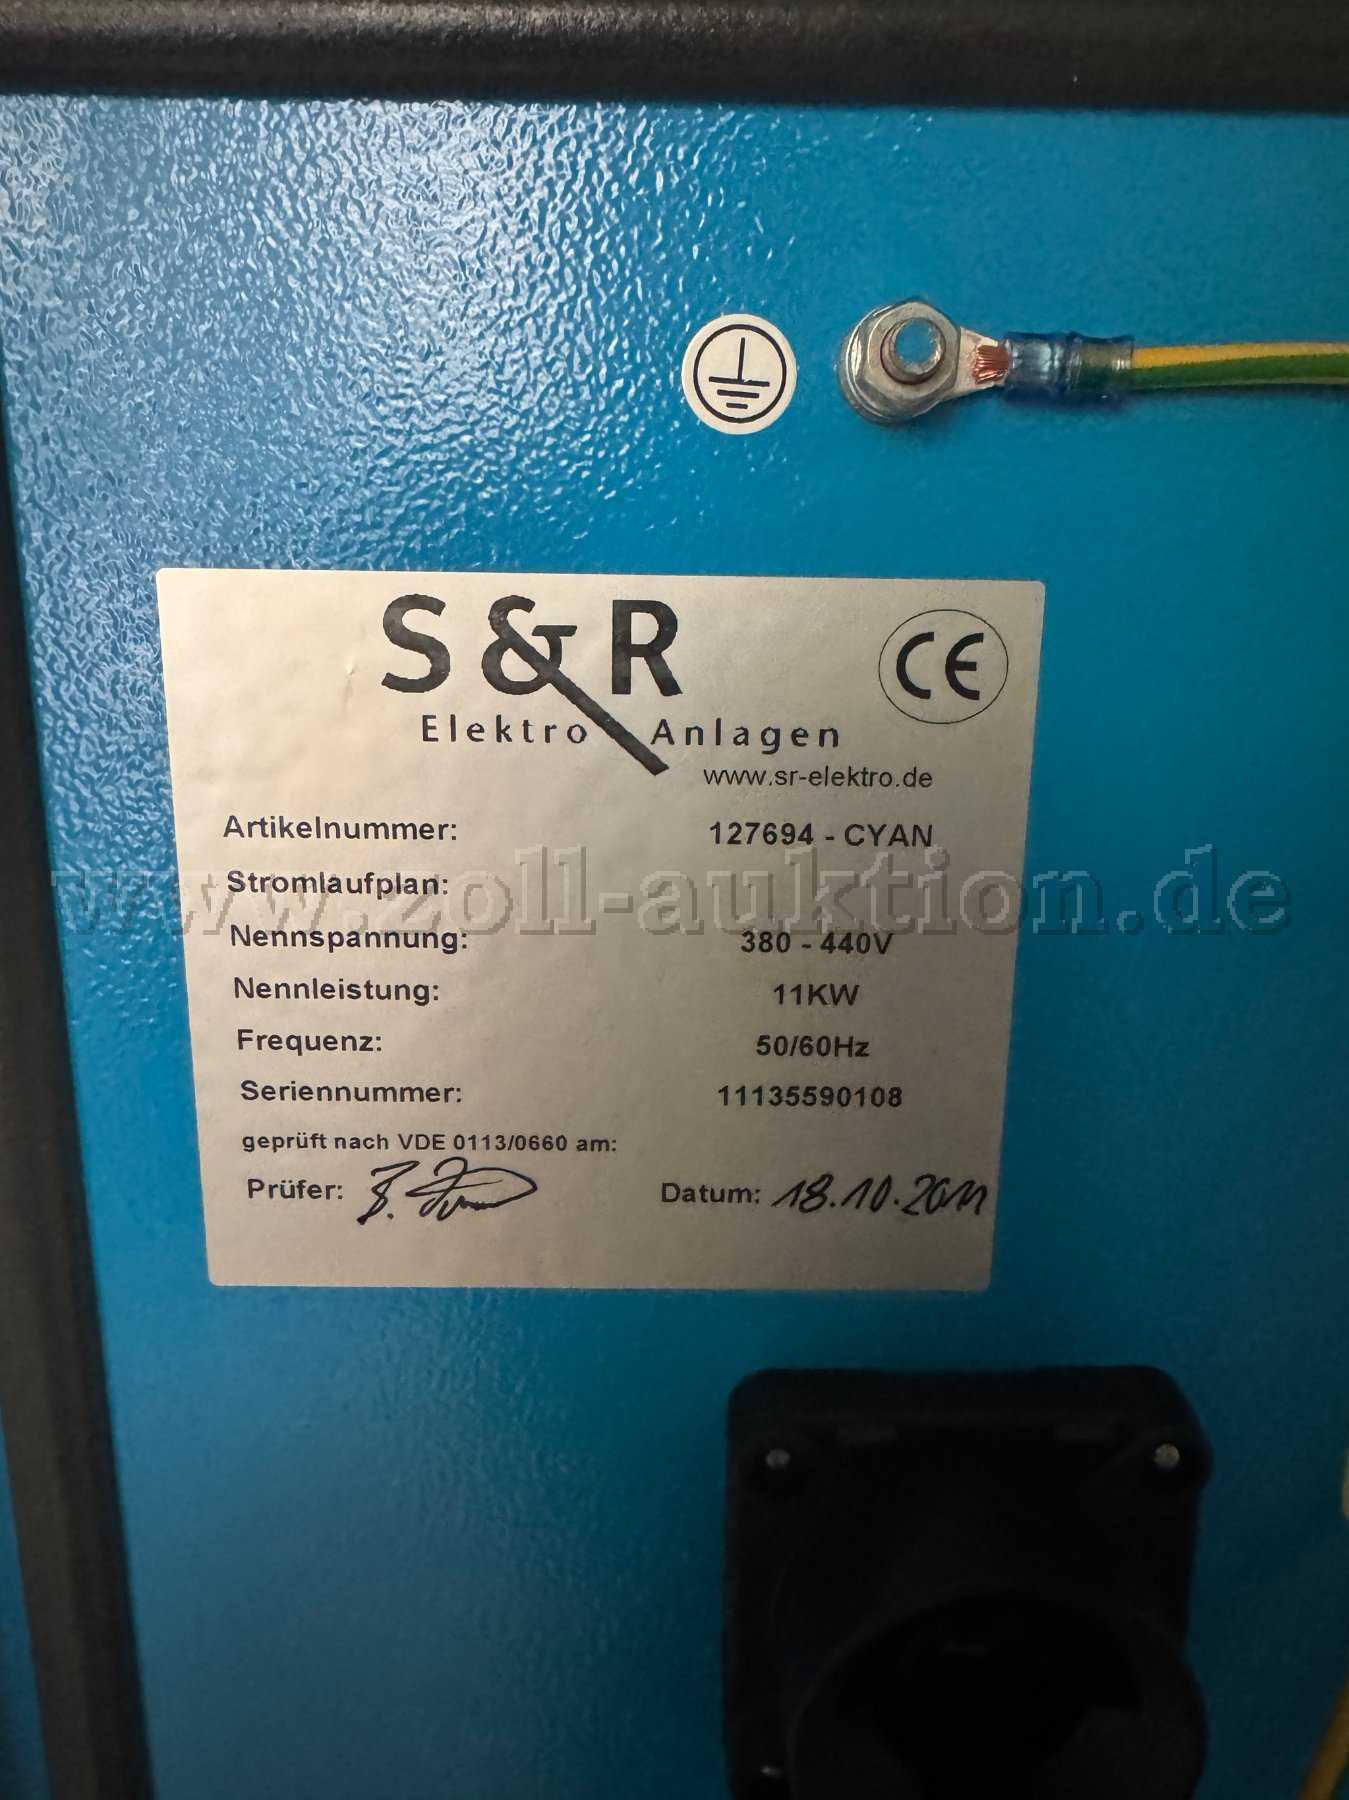 S & R
CE
Elektro Anlagen
www.sr-elektro.de
Artikelnummer: 127694 - CYAN
www.zoll-auktion.de
Stromlaufplan:
Nennspannung: 380 - 440V
Nennleistung: 11KW
Frequenz: 50/60Hz
Seriennummer: 11135590108
geprüft nach VDE 0113/0660 am:
Prüfer: Datum: 18.10.2011